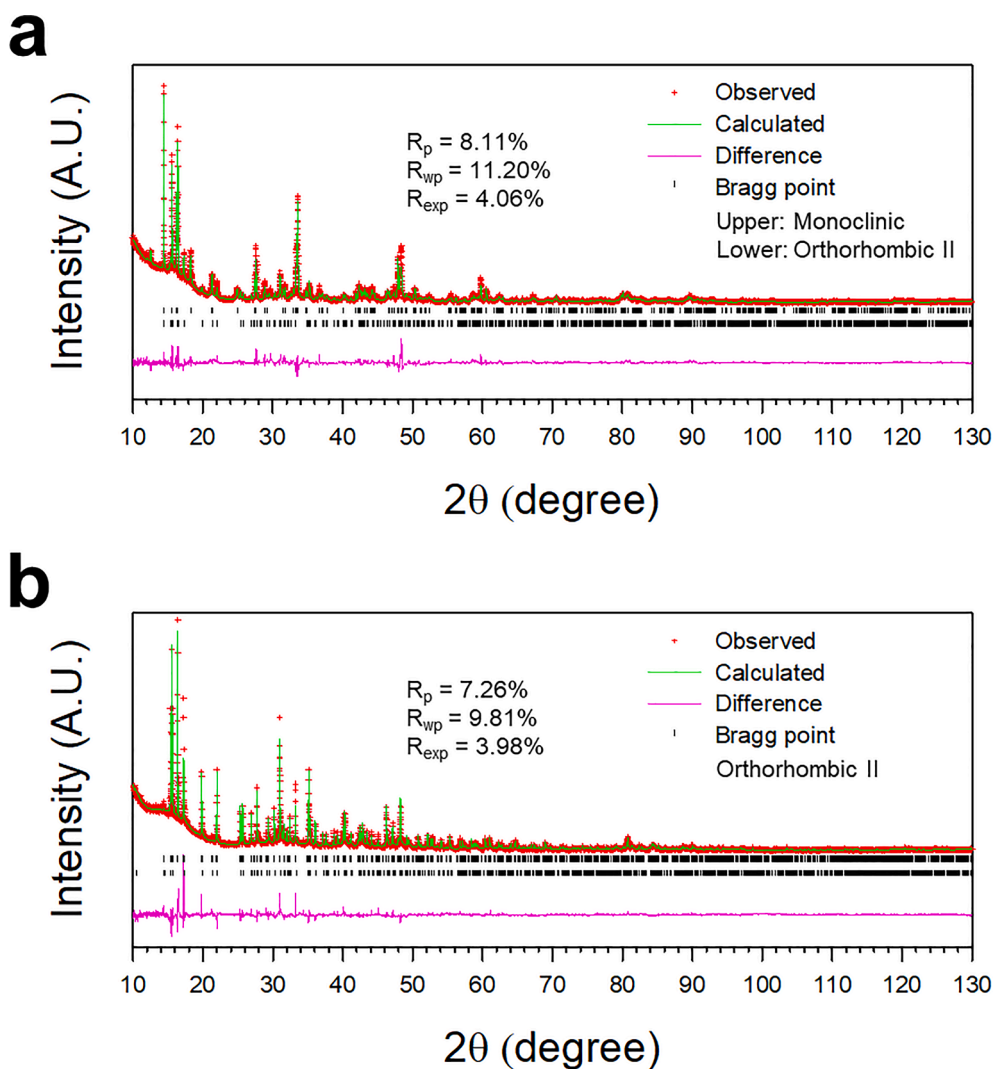 a
Intensity (A.U.)
Rp = 8.11%
Rwp = 11.20%
Rexp = 4.06%
Observed
Calculated
Difference
Bragg point
Upper: Monoclinic
Lower: Orthorhombic II
10 20 30 40 50 60 70 80 90 100 110 120 130
2θ (degree)
b
Intensity (A.U.)
Rp = 7.26%
Rwp = 9.81%
Rexp = 3.98%
Observed
Calculated
Difference
Bragg point
Orthorhombic II
10 20 30 40 50 60 70 80 90 100 110 120 130
2θ (degree)